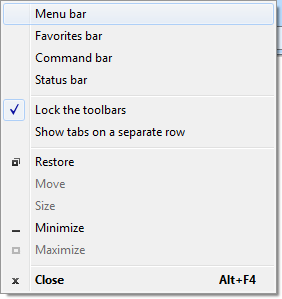 Menu bar
Favorites bar
Command bar
Status bar
Lock the toolbars
Show tabs on a separate row
Restore
Move
Size
Minimize
Maximize
Close Alt+F4